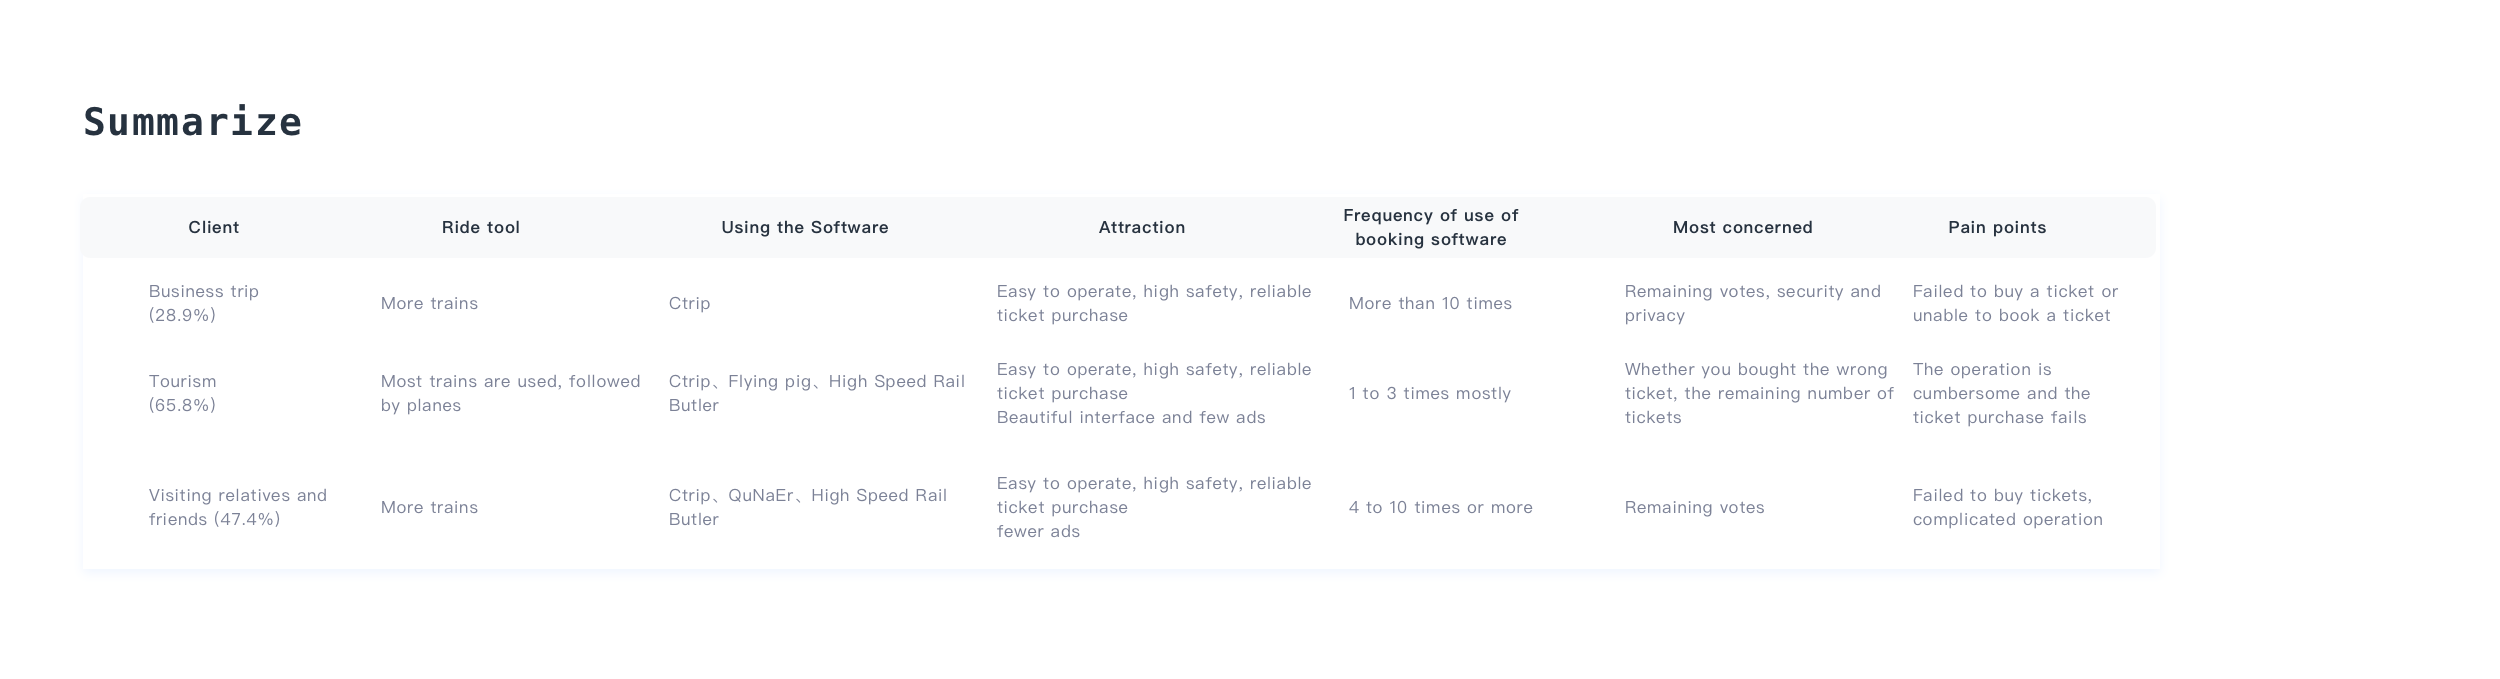 Summarize
Client
Ride tool
Using the Software
Attraction
Frequency of use of
booking software
Most concerned
Pain points
Business trip
(28.9%)
More trains
Ctrip
Easy to operate, high safety, reliable
ticket purchase
More than 10 times
Remaining votes, security and
privacy
Failed to buy a ticket or
unable to book a ticket
Tourism
(65.8%)
Most trains are used, followed
by planes
Ctrip、Flying pig、High Speed Rail
Butler
Easy to operate, high safety, reliable
ticket purchase
Beautiful interface and few ads
1 to 3 times mostly
Whether you bought the wrong
ticket, the remaining number of
tickets
The operation is
cumbersome and the
ticket purchase fails
Visiting relatives and
friends (47.4%)
More trains
Ctrip、QuNaEr、High Speed Rail
Butler
Easy to operate, high safety, reliable
ticket purchase
fewer ads
4 to 10 times or more
Remaining votes
Failed to buy tickets,
complicated operation